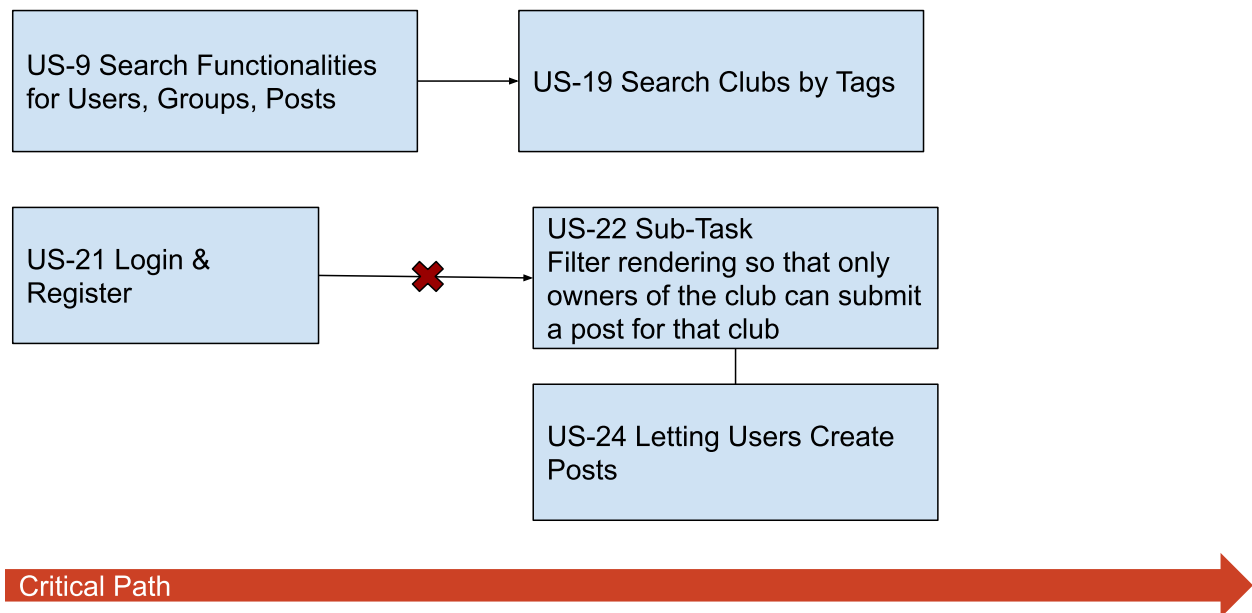 US-9 Search Functionalities
for Users, Groups, Posts
US-19 Search Clubs by Tags
US-21 Login &
Register
US-22 Sub-Task
Filter rendering so that only
owners of the club can submit
a post for that club
US-24 Letting Users Create
Posts
Critical Path